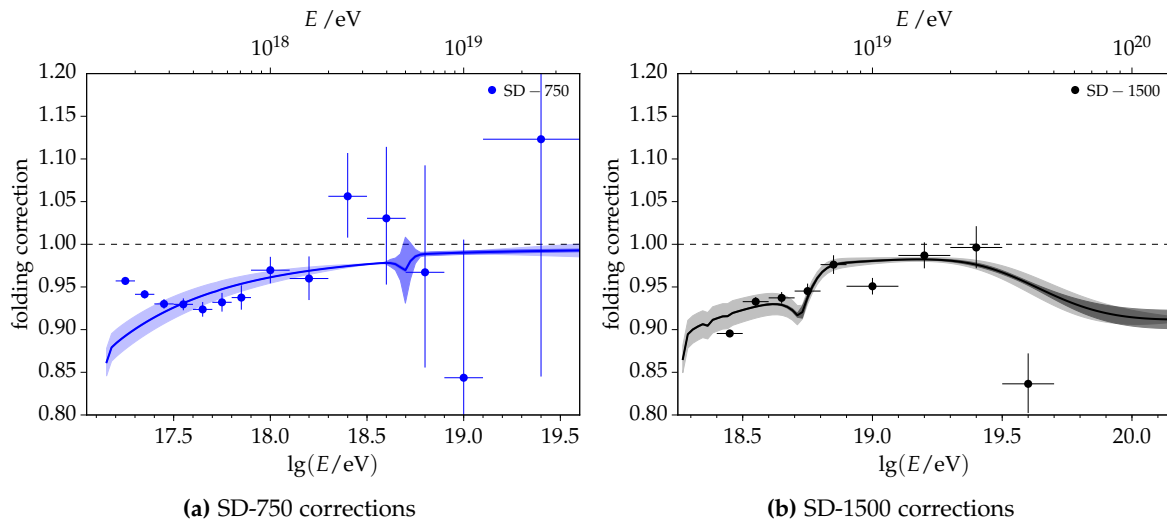 E /eV
10^18 10^19
1.20
1.15
1.10
1.05
1.00
0.95
0.90
0.85
0.80
folding correction
SD − 750
17.5 18.0 18.5 19.0 19.5
lg(E/eV)
(a) SD-750 corrections
E /eV
10^19 10^20
1.20
1.15
1.10
1.05
1.00
0.95
0.90
0.85
0.80
folding correction
SD − 1500
18.5 19.0 19.5 20.0
lg(E/eV)
(b) SD-1500 corrections